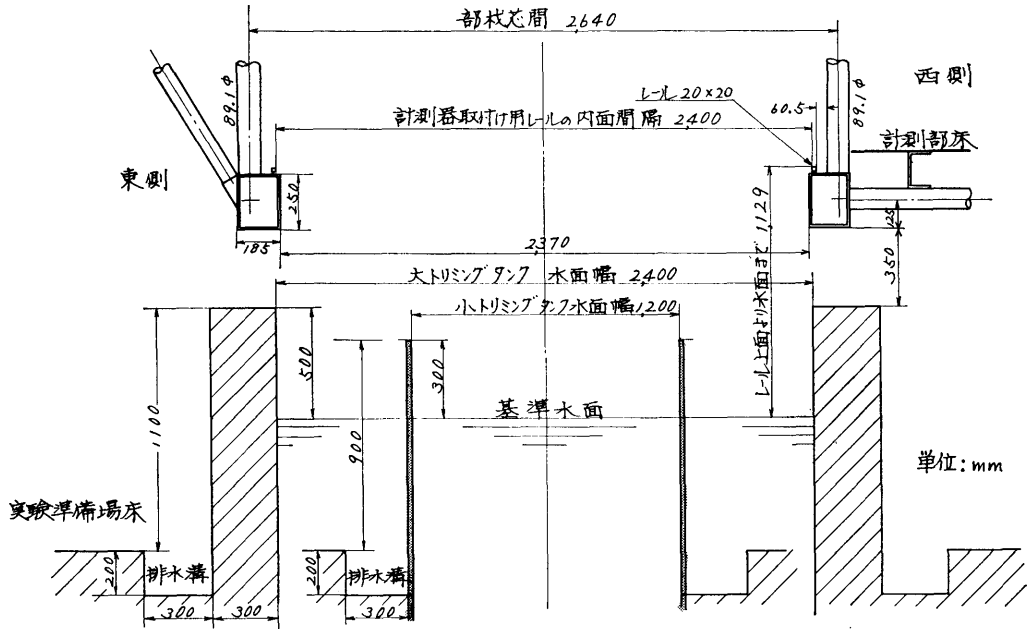 部材芯間 2,640
西側
レール 20×20
60.5
89.1φ
89.1φ
計測器取付け用レールの内面間隔 2,400
計測部床
東側
250
125
185
2,370
レール上面より水面まで 1,129
350
大トリミングタンク 水面幅 2,400
小トリミングタンク水面幅1,200
500
300
1100
900
基準水面
単位:mm
実験準備場床
200
排水溝
200
排水溝
300
300
300